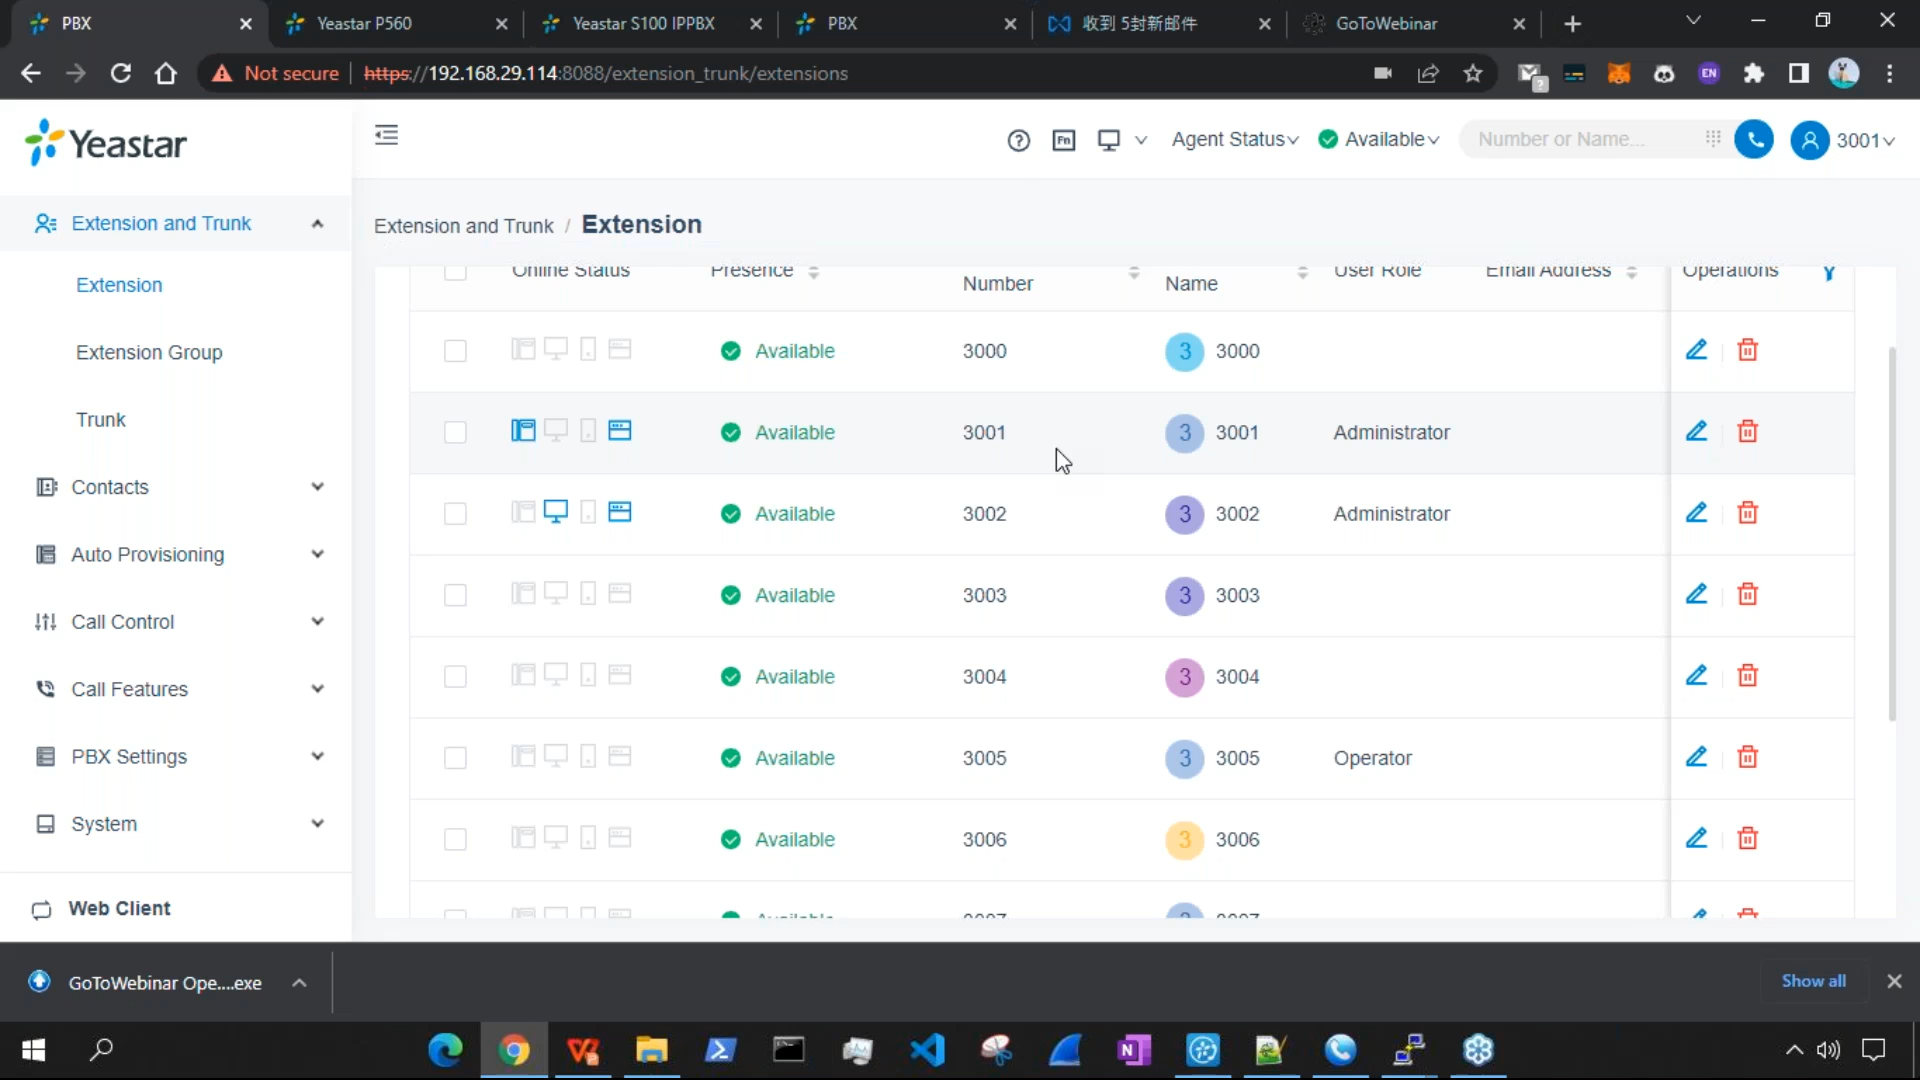 PBX
Yeastar P560
Yeastar S100 IPPBX
PBX
收到 5封新邮件
GoToWebinar
Not secure
https://192.168.29.114:8088/extension_trunk/extensions
EN
Yeastar
Fn
Agent Status
Available
Number or Name...
3001
Extension and Trunk
Extension
Extension Group
Trunk
Contacts
Auto Provisioning
Call Control
Call Features
PBX Settings
System
Web Client
Extension and Trunk / Extension
Online Status Presence Number Name User Role Email Address Operations
Available 3000 3 3000
Available 3001 3 3001 Administrator
Available 3002 3 3002 Administrator
Available 3003 3 3003
Available 3004 3 3004
Available 3005 3 3005 Operator
Available 3006 3 3006
GoToWebinar Ope....exe
Show all